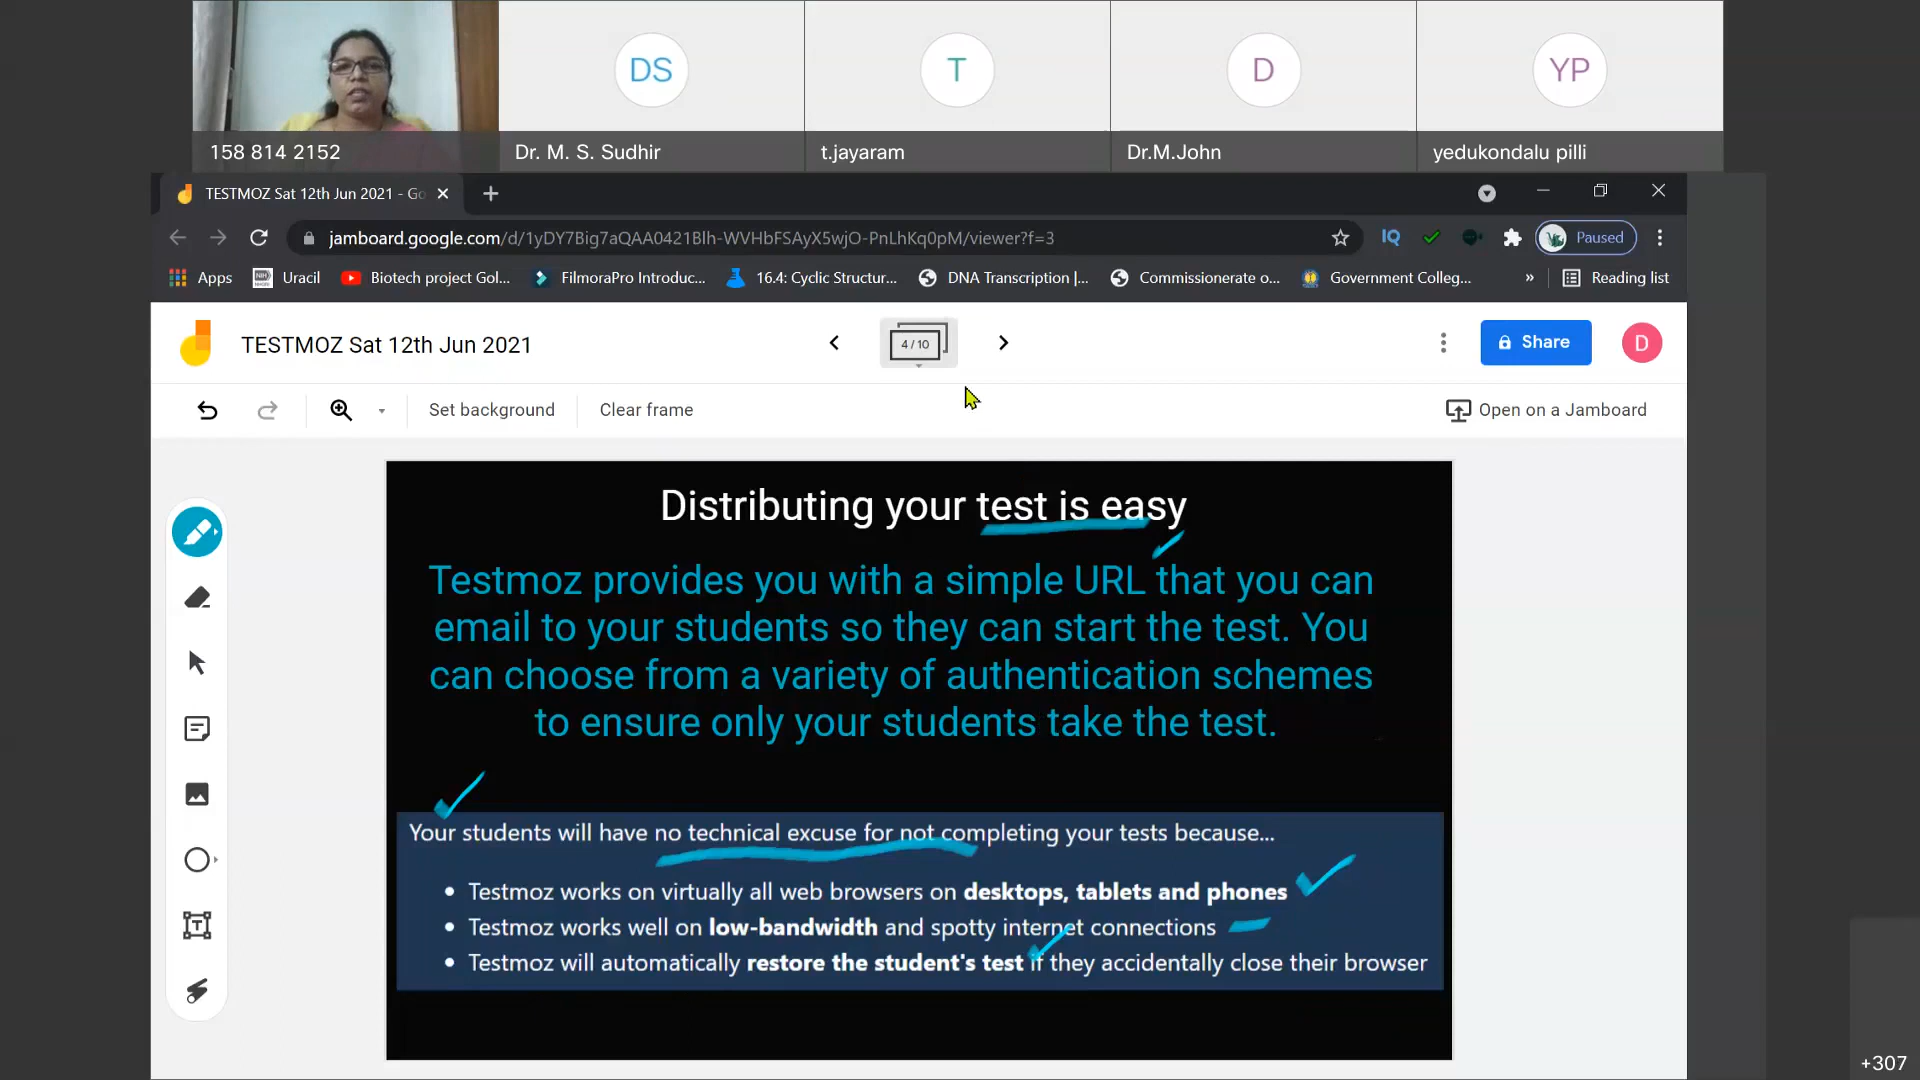 DS
T
D
YP
158 814 2152
Dr. M. S. Sudhir
t.jayaram
Dr.M.John
yedukondalu pilli
TESTMOZ Sat 12th Jun 2021 - Go
jamboard.google.com/d/1yDY7Big7aQAA0421Blh-WVHbFSAyX5wjO-PnLhKq0pM/viewer?f=3
IQ
Paused
Apps
Uracil
Biotech project Gol...
FilmoraPro Introduc...
16.4: Cyclic Structur...
DNA Transcription |...
Commissionerate o...
Government Colleg...
»
Reading list
TESTMOZ Sat 12th Jun 2021
4 / 10
Share
D
Set background
Clear frame
Open on a Jamboard
Distributing your test is easy
Testmoz provides you with a simple URL that you can
email to your students so they can start the test. You
can choose from a variety of authentication schemes
to ensure only your students take the test.
Your students will have no technical excuse for not completing your tests because...
• Testmoz works on virtually all web browsers on desktops, tablets and phones
• Testmoz works well on low-bandwidth and spotty internet connections
• Testmoz will automatically restore the student's test if they accidentally close their browser
+307